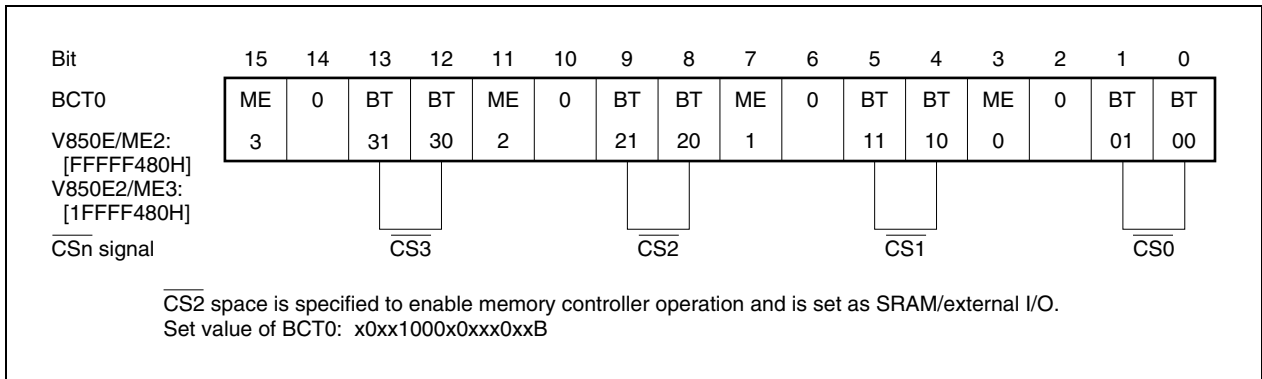 Bit 15 14 13 12 11 10 9 8 7 6 5 4 3 2 1 0
BCT0 ME 0 BT BT ME 0 BT BT ME 0 BT BT ME 0 BT BT
V850E/ME2: 3 31 30 2 21 20 1 11 10 0 01 00
[FFFFF480H]
V850E2/ME3:
[1FFFF480H]
CSn signal CS3 CS2 CS1 CS0
CS2 space is specified to enable memory controller operation and is set as SRAM/external I/O.
Set value of BCT0: x0xx1000x0xxx0xxB